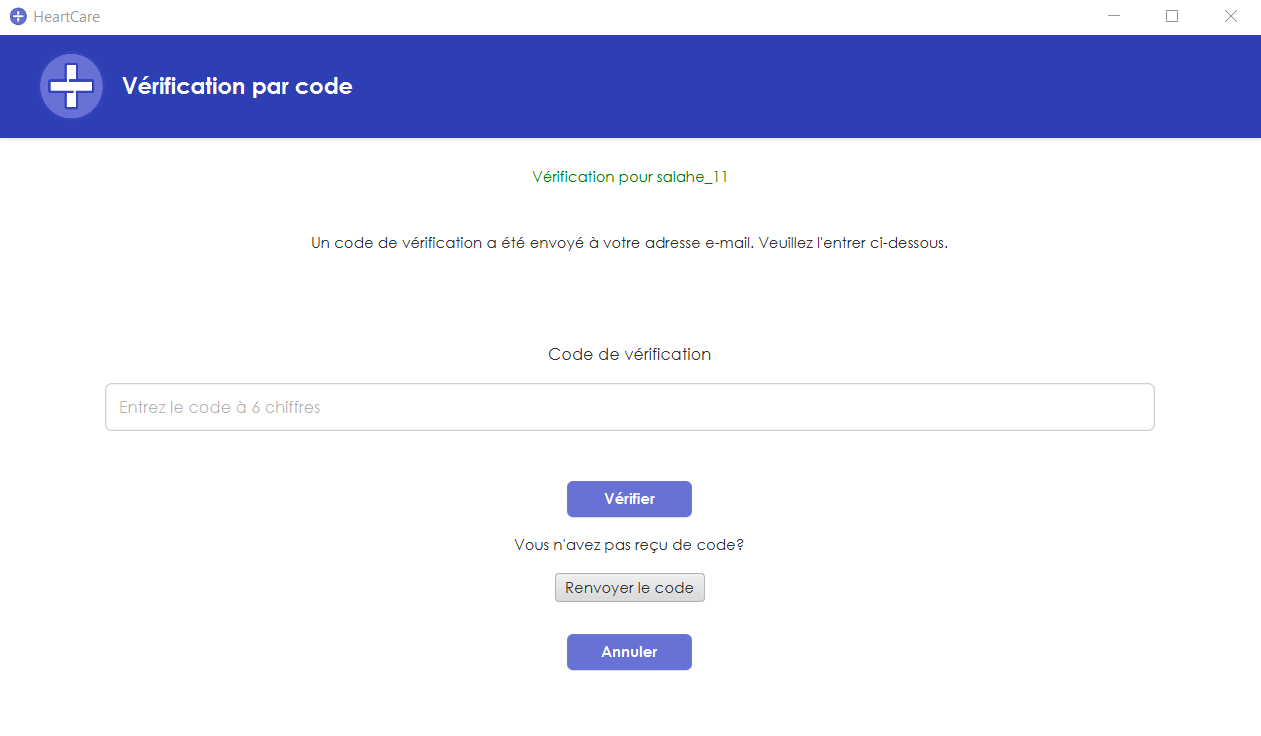 HeartCare
Vérification par code
Vérification pour salahe_11
Un code de vérification a été envoyé à votre adresse e-mail. Veuillez l'entrer ci-dessous.
Code de vérification
Entrez le code à 6 chiffres
Vérifier
Vous n'avez pas reçu de code?
Renvoyer le code
Annuler